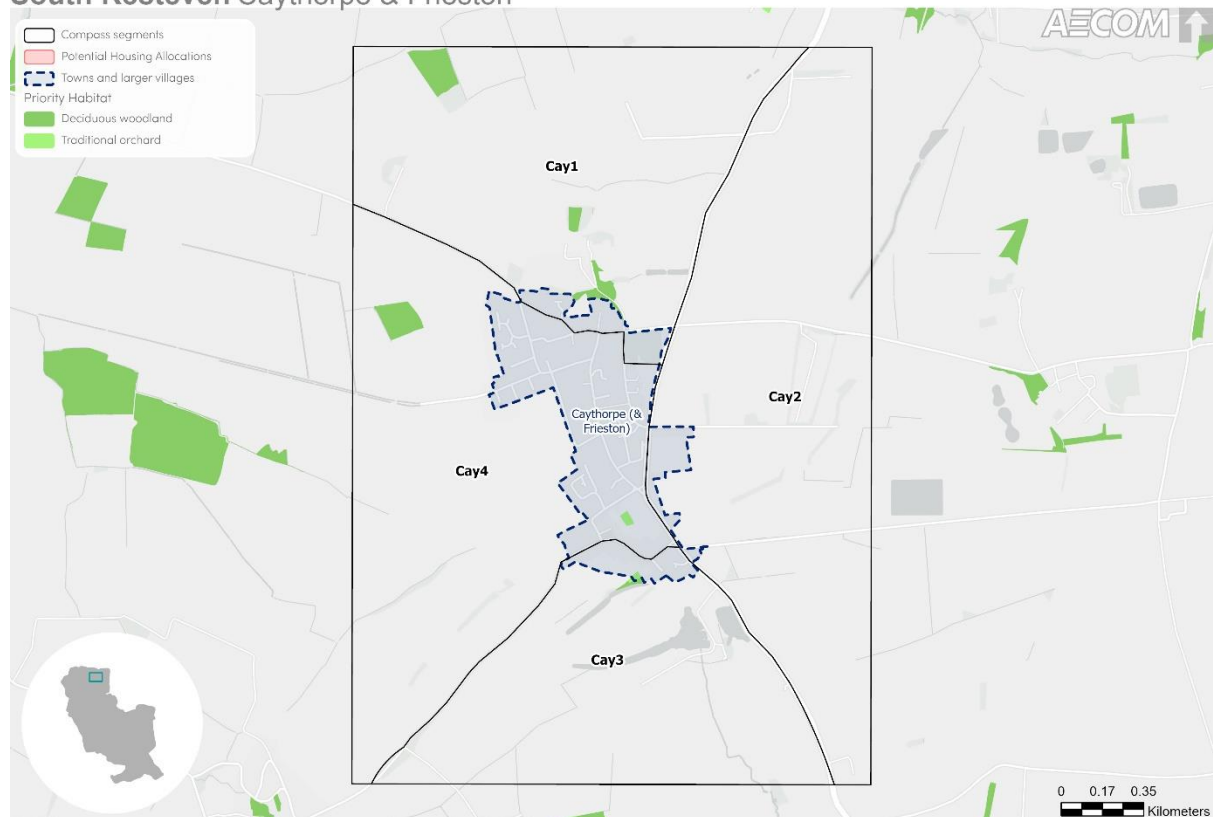 South Kesteven Caythorpe & Frieston
AECOM
Compass segments
Potential Housing Allocations
Towns and larger villages
Priority Habitat
Deciduous woodland
Traditional orchard
Cay1
Cay2
Caythorpe (&
Frieston)
Cay4
Cay3
0 0.17 0.35
Kilometers